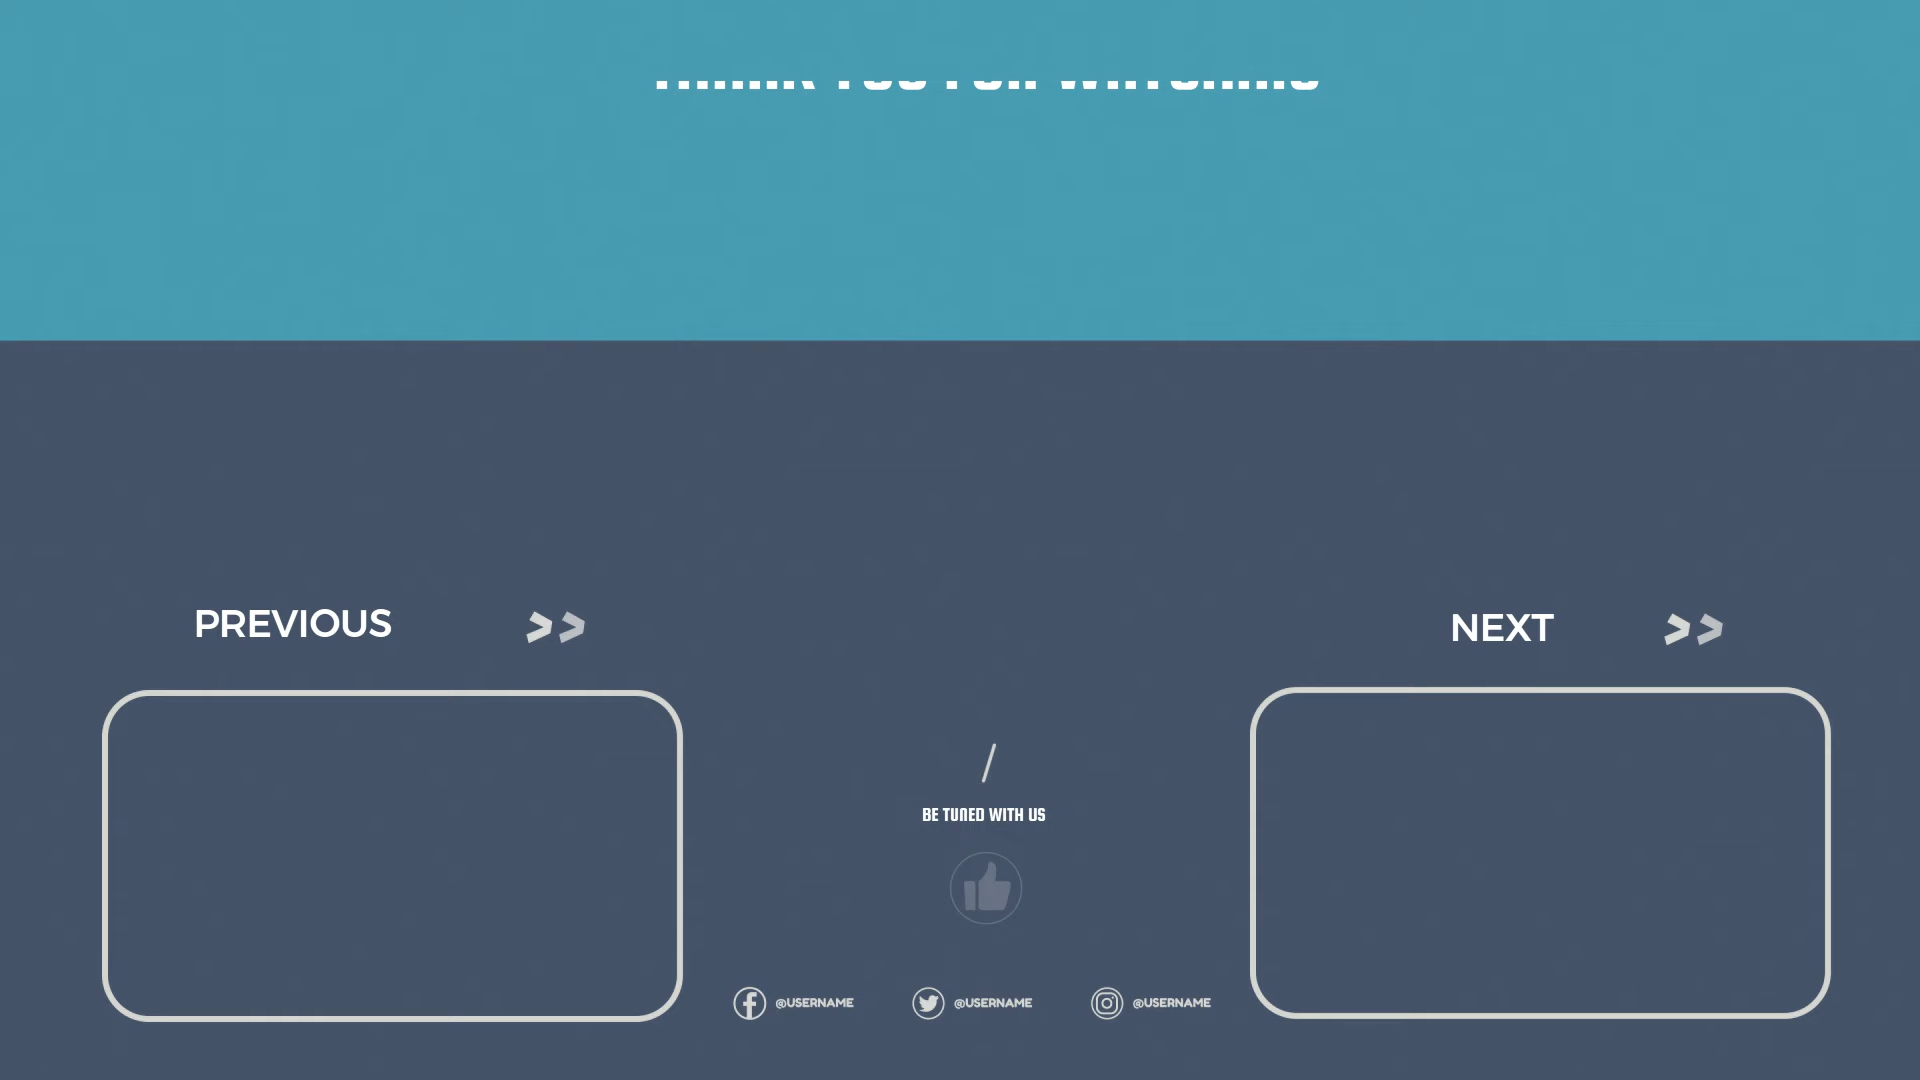 PREVIOUS >>
NEXT >>
BE TUNED WITH US
@USERNAME @USERNAME @USERNAME